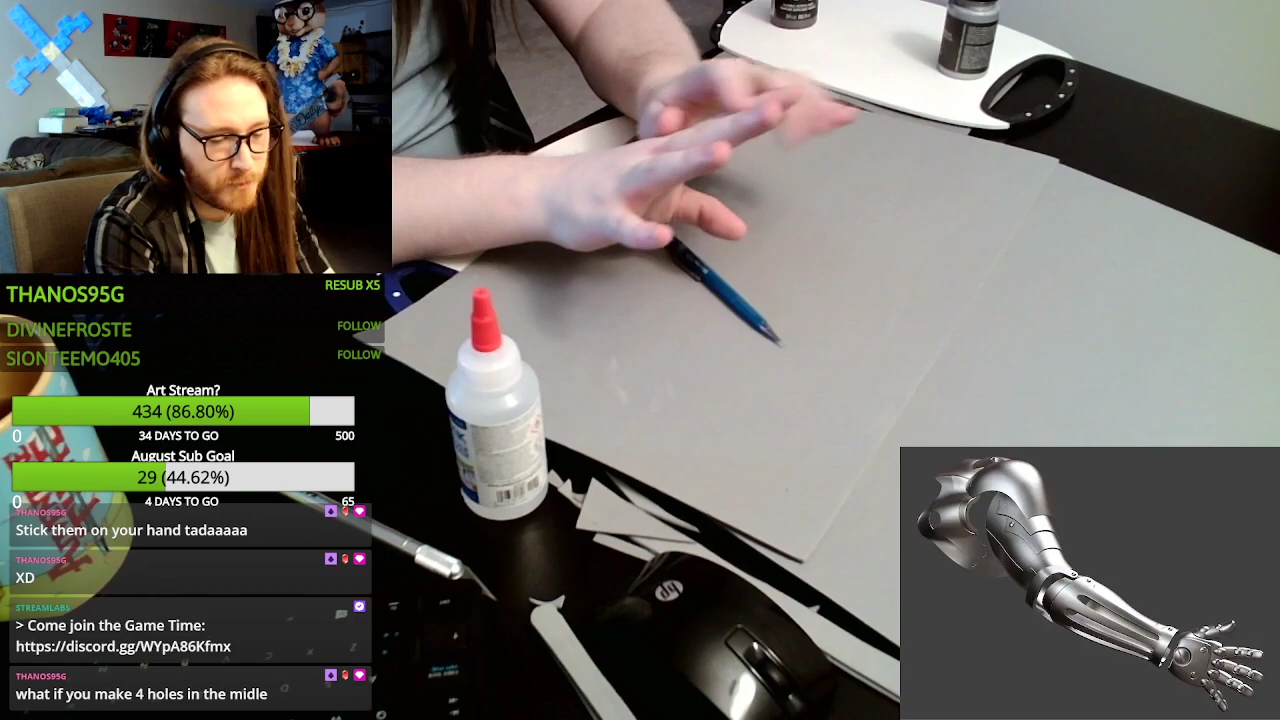 THANOS95G
RESUB X5
DIVINEFROSTE
FOLLOW
SIONTEEMO405
FOLLOW
Art Stream?
434 (86.80%)
0
34 DAYS TO GO
500
August Sub Goal
29 (44.62%)
0
4 DAYS TO GO
65
THANOS95G
Stick them on your hand tadaaaaa
THANOS95G
XD
STREAMLABS
> Come join the Game Time:
https://discord.gg/WYpA86Kfmx
THANOS95G
what if you make 4 holes in the midle
hp